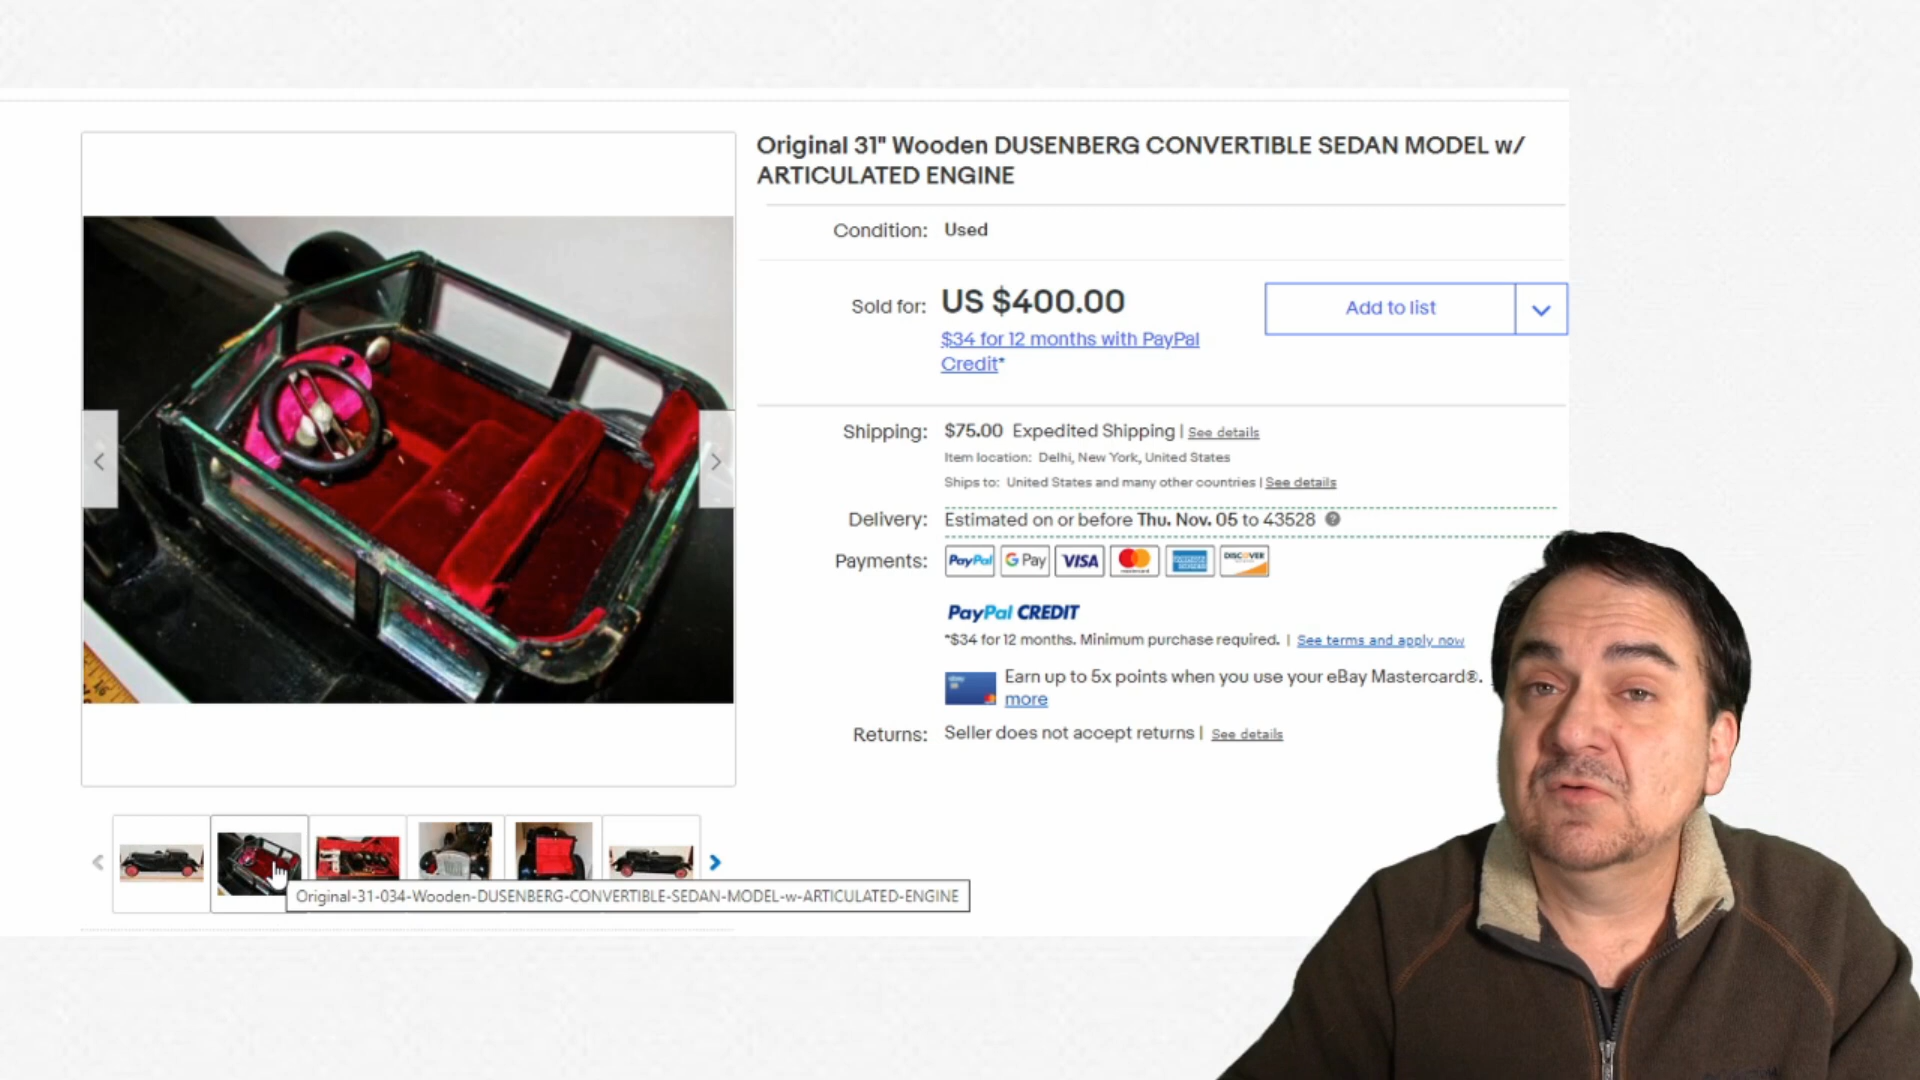 Original 31" Wooden DUSENBERG CONVERTIBLE SEDAN MODEL w/
ARTICULATED ENGINE
Condition: Used
Sold for: US $400.00
Add to list
$34 for 12 months with PayPal
Credit*
Shipping: $75.00 Expedited Shipping | See details
Item location: Delhi, New York, United States
Ships to: United States and many other countries | See details
Delivery: Estimated on or before Thu. Nov. 05 to 43528
Payments: PayPal G Pay VISA mastercard AMERICAN EXPRESS DISCOVER
PayPal CREDIT
*$34 for 12 months. Minimum purchase required. | See terms and apply now
Earn up to 5x points when you use your eBay Mastercard®.
more
Returns: Seller does not accept returns | See details
Original-31-034-Wooden-DUSENBERG-CONVERTIBLE-SEDAN-MODEL-w-ARTICULATED-ENGINE